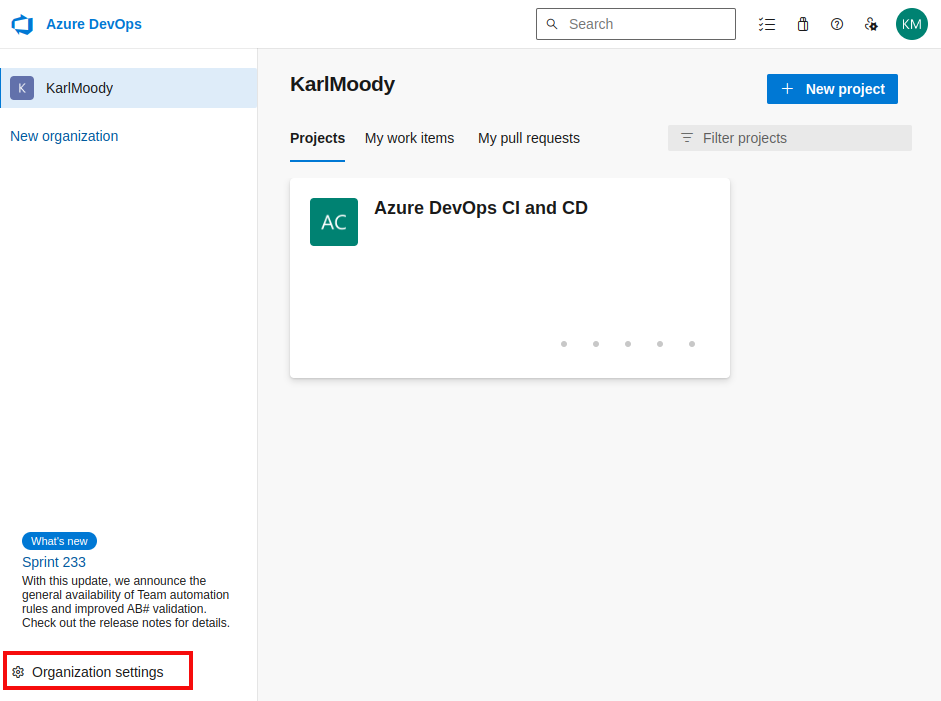 Azure DevOps
Search
KM
K
KarlMoody
New organization
KarlMoody
New project
Projects
My work items
My pull requests
Filter projects
AC
Azure DevOps CI and CD
What's new
Sprint 233
With this update, we announce the
general availability of Team automation
rules and improved AB# validation.
Check out the release notes for details.
Organization settings